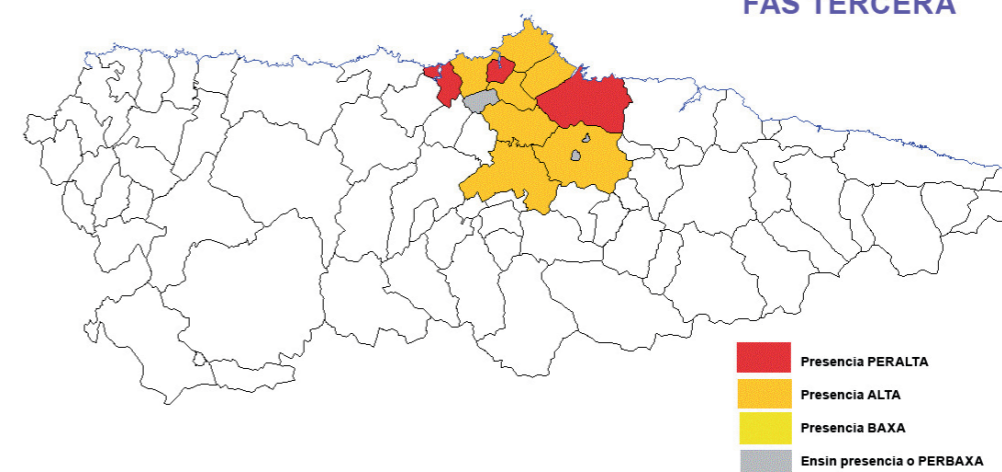 FAS TERCERA
Presencia PERALTA
Presencia ALTA
Presencia BAXA
Ensin presencia o PERBAXA